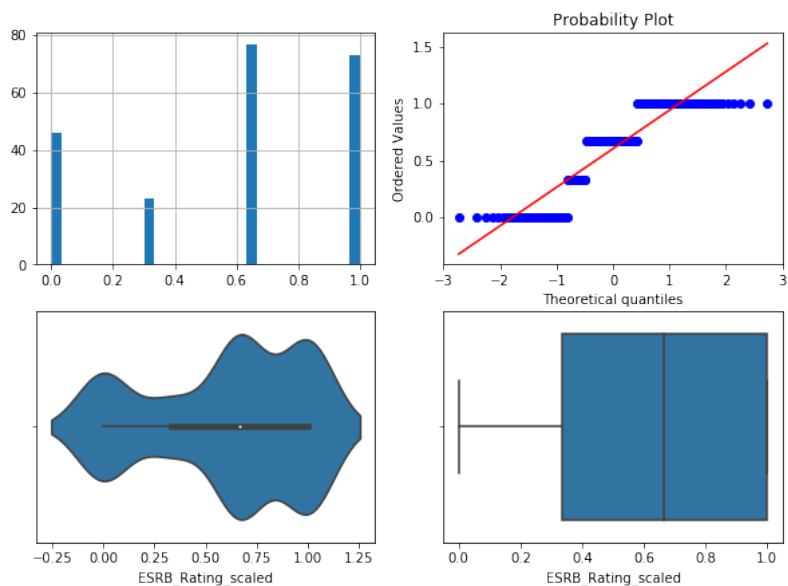 80
60
40
20
0
0.0 0.2 0.4 0.6 0.8 1.0
Probability Plot
Ordered Values
1.5
1.0
0.5
0.0
−3 −2 −1 0 1 2 3
Theoretical quantiles
−0.25 0.00 0.25 0.50 0.75 1.00 1.25
ESRB_Rating_scaled
0.0 0.2 0.4 0.6 0.8 1.0
ESRB_Rating_scaled